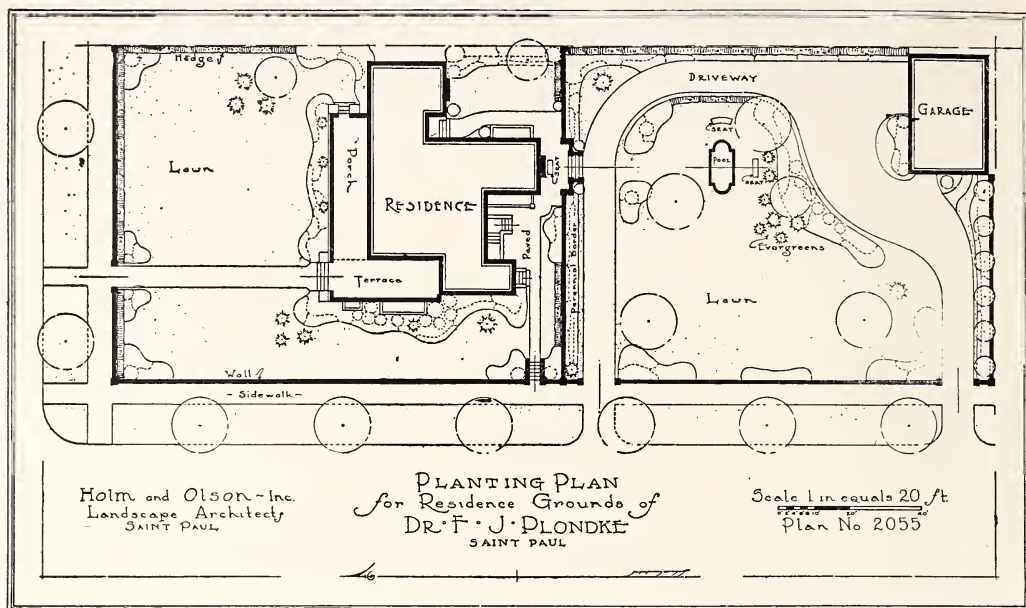 Hedge
DRIVEWAY
GARAGE
Lawn
Porch
SEAT
POOL
SEAT
SEAT
RESIDENCE
Paved
Perennial Border
Evergreens
Terrace
Lawn
Wall
- Sidewalk -
Holm and Olson ~ Inc.
Landscape Architects
SAINT PAUL
PLANTING PLAN
for Residence Grounds of
DR · F · J · PLONDKE
SAINT PAUL
Scale 1 in equals 20 ft.
20' 40'
Plan No 2055